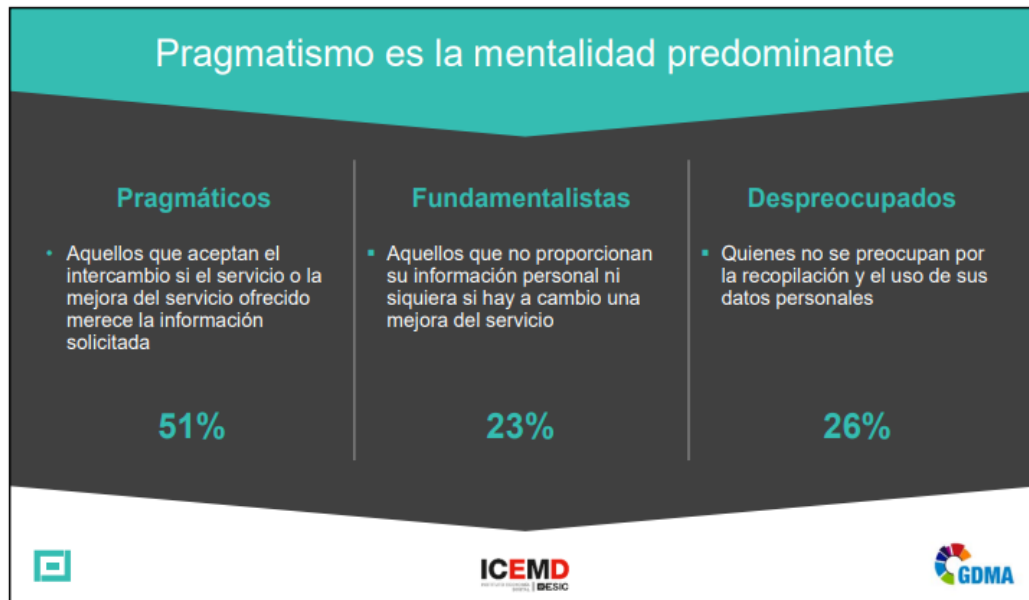 Pragmatismo es la mentalidad predominante
Pragmáticos
• Aquellos que aceptan el
intercambio si el servicio o la
mejora del servicio ofrecido
merece la información
solicitada
51%
Fundamentalistas
▪ Aquellos que no proporcionan
su información personal ni
siquiera si hay a cambio una
mejora del servicio
23%
Despreocupados
▪ Quienes no se preocupan por
la recopilación y el uso de sus
datos personales
26%
ICEMD
INSTITUTO ECONOMÍA
DIGITAL | ESIC
GDMA